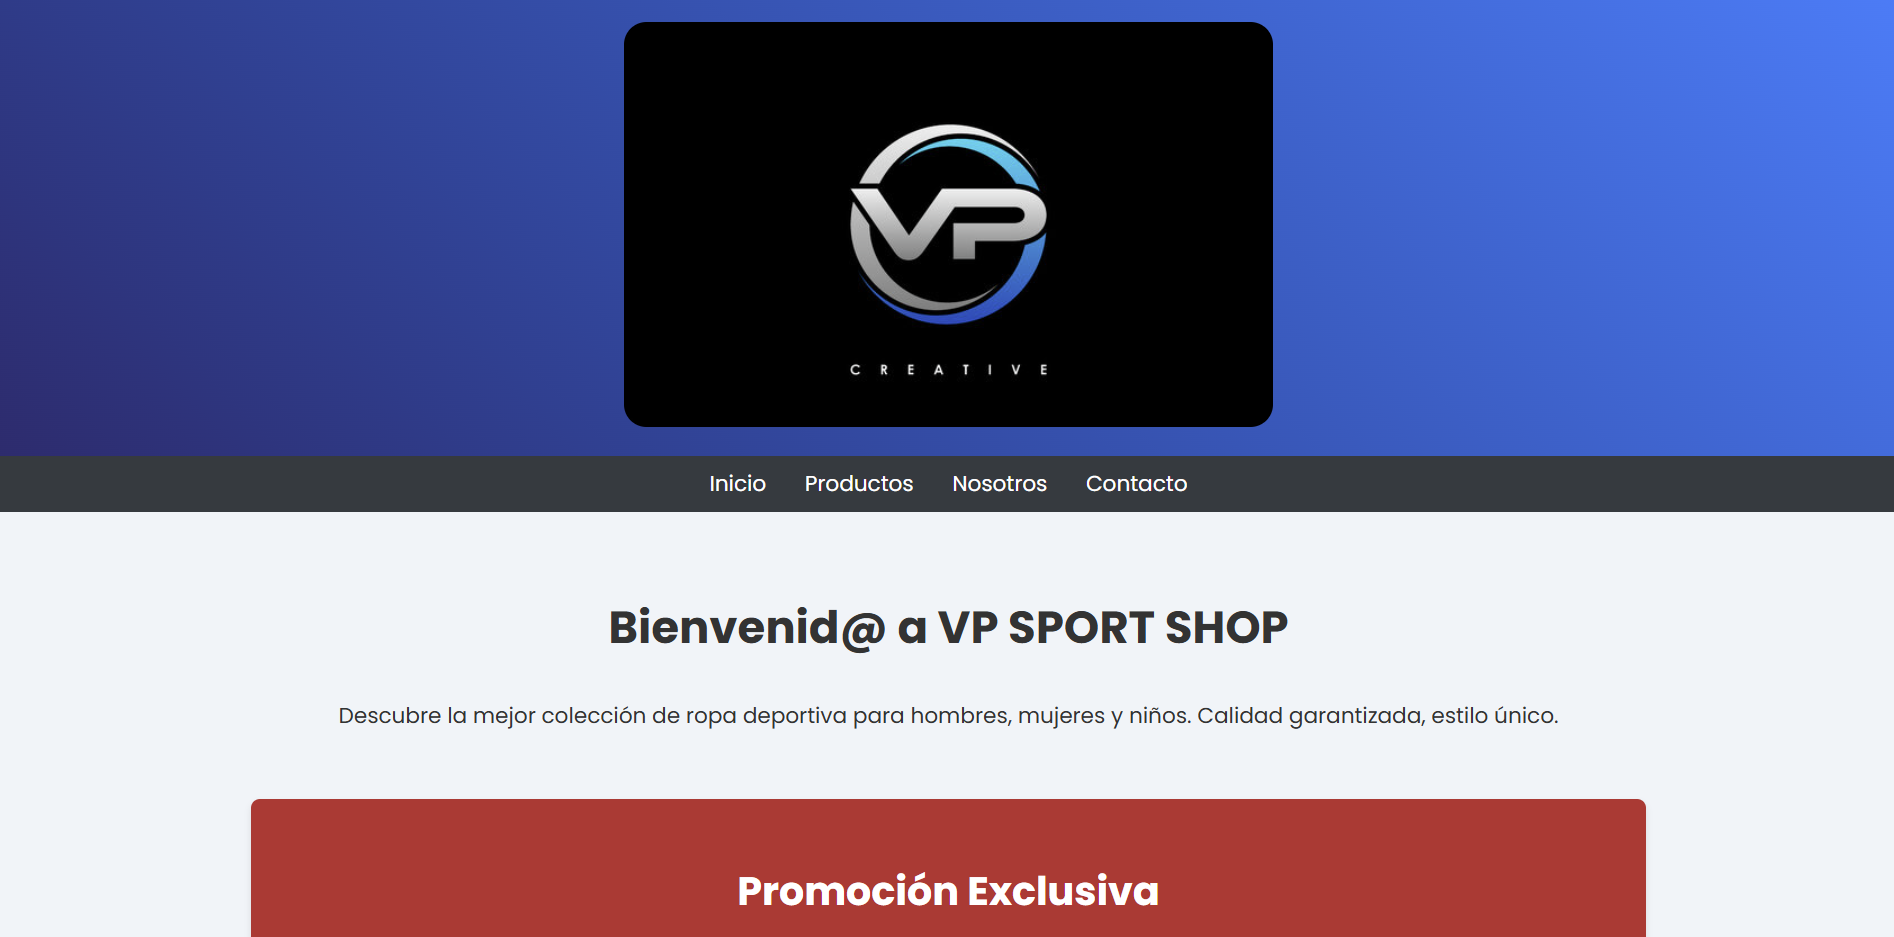 VP
CREATIVE
Inicio Productos Nosotros Contacto
Bienvenid@ a VP SPORT SHOP
Descubre la mejor colección de ropa deportiva para hombres, mujeres y niños. Calidad garantizada, estilo único.
Promoción Exclusiva